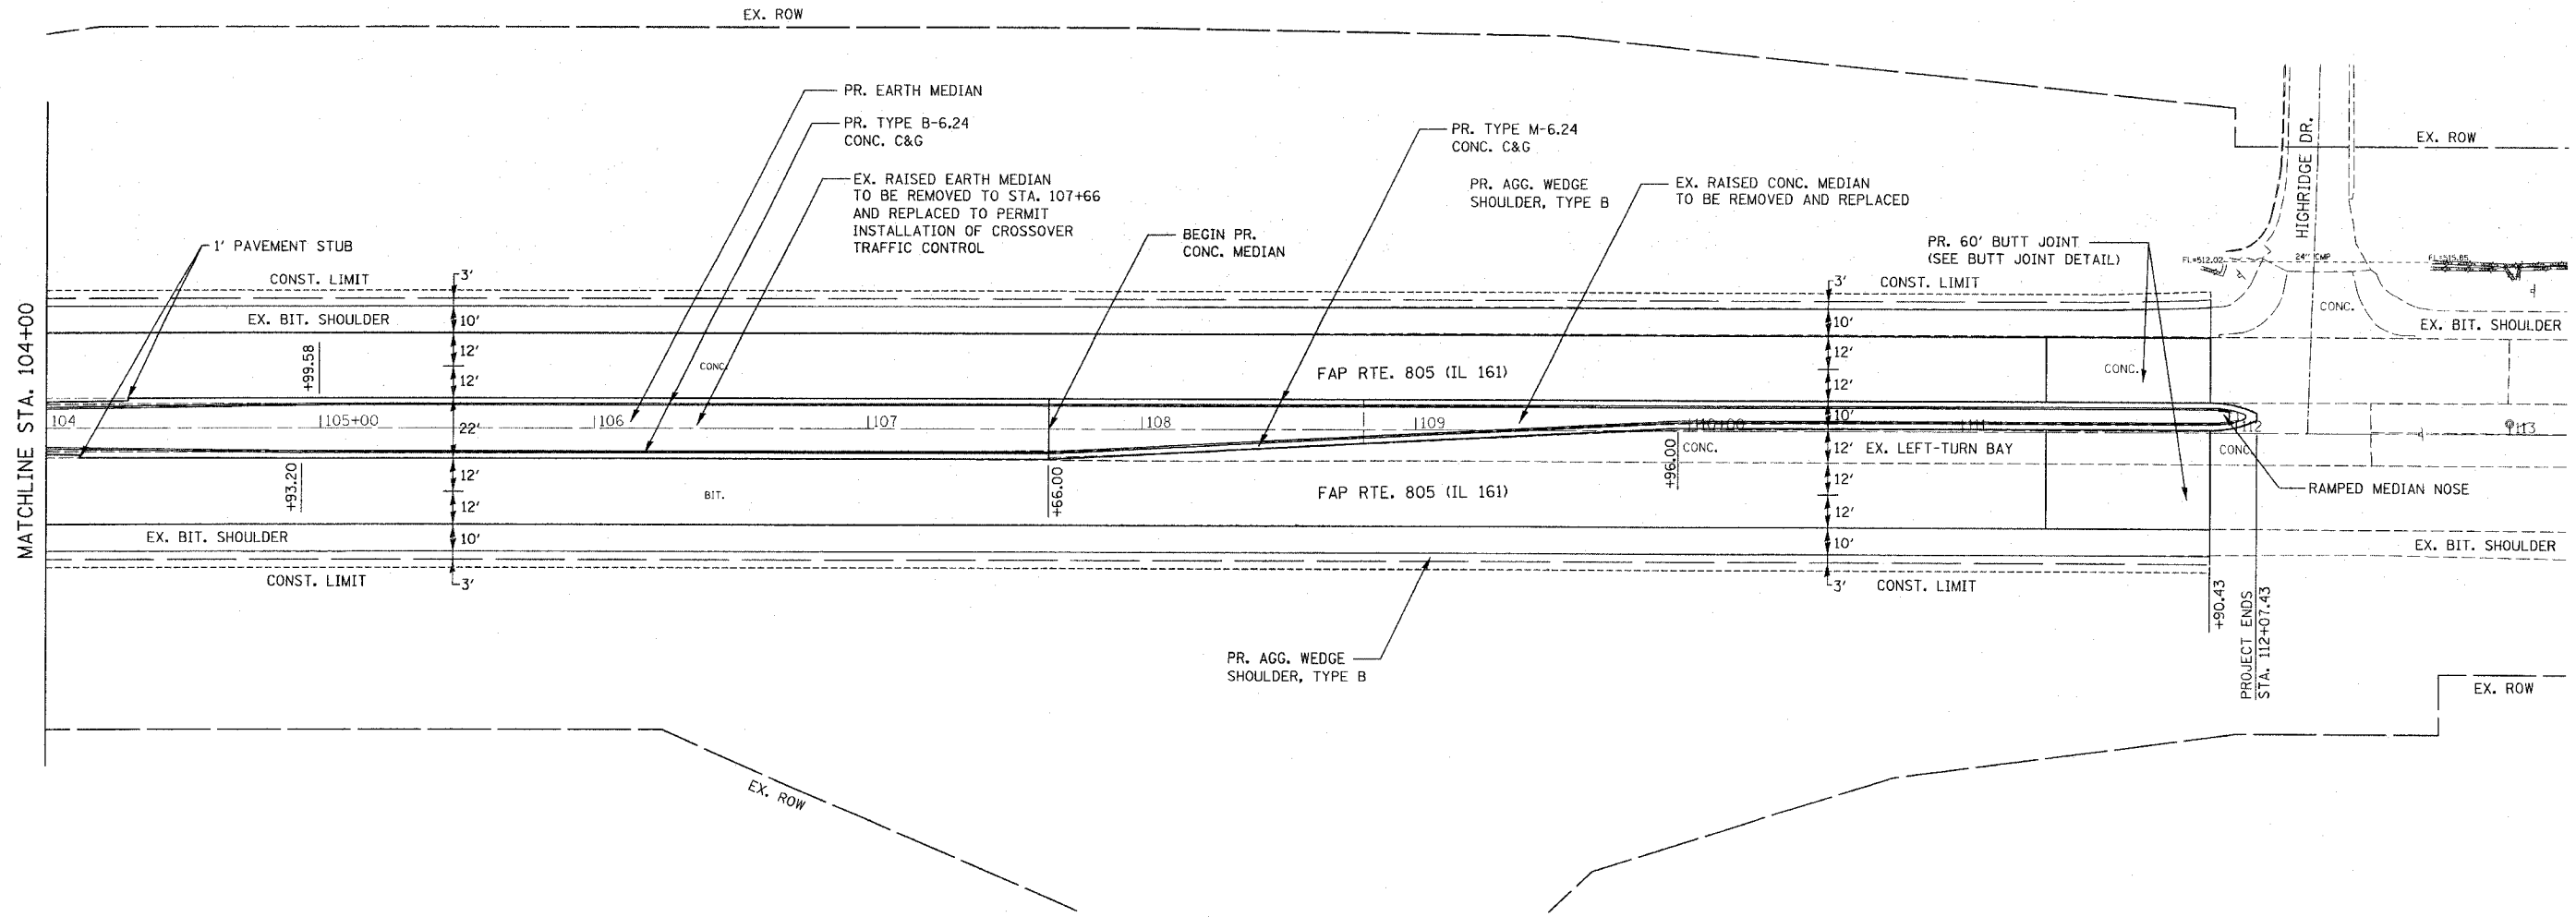 EX. ROW
PR. EARTH MEDIAN
PR. TYPE B-6.24
CONC. C&G
PR. TYPE M-6.24
CONC. C&G
EX. ROW
HIGHRIDGE DR.
EX. RAISED EARTH MEDIAN
TO BE REMOVED TO STA. 107+66
AND REPLACED TO PERMIT
INSTALLATION OF CROSSOVER
TRAFFIC CONTROL
PR. AGG. WEDGE
SHOULDER, TYPE B
EX. RAISED CONC. MEDIAN
TO BE REMOVED AND REPLACED
1' PAVEMENT STUB
BEGIN PR.
CONC. MEDIAN
PR. 60' BUTT JOINT
(SEE BUTT JOINT DETAIL)
FL=512.02
24" CMP
FL=515.85
CONST. LIMIT
3'
3'
CONST. LIMIT
CONC.
EX. BIT. SHOULDER
10'
10'
EX. BIT. SHOULDER
MATCHLINE STA. 104+00
+99.58
12'
12'
CONC.
FAP RTE. 805 (IL 161)
12'
12'
CONC.
104
105+00
106
107
108
109
110+00
111
112
113
22'
10'
12'
EX. LEFT-TURN BAY
CONC.
CONC.
+93.20
12'
12'
BIT.
+66.00
FAP RTE. 805 (IL 161)
+96.00
12'
12'
RAMPED MEDIAN NOSE
EX. BIT. SHOULDER
10'
10'
EX. BIT. SHOULDER
CONST. LIMIT
3'
3'
CONST. LIMIT
+90.43
PROJECT ENDS
STA. 112+07.43
PR. AGG. WEDGE
SHOULDER, TYPE B
EX. ROW
EX. ROW